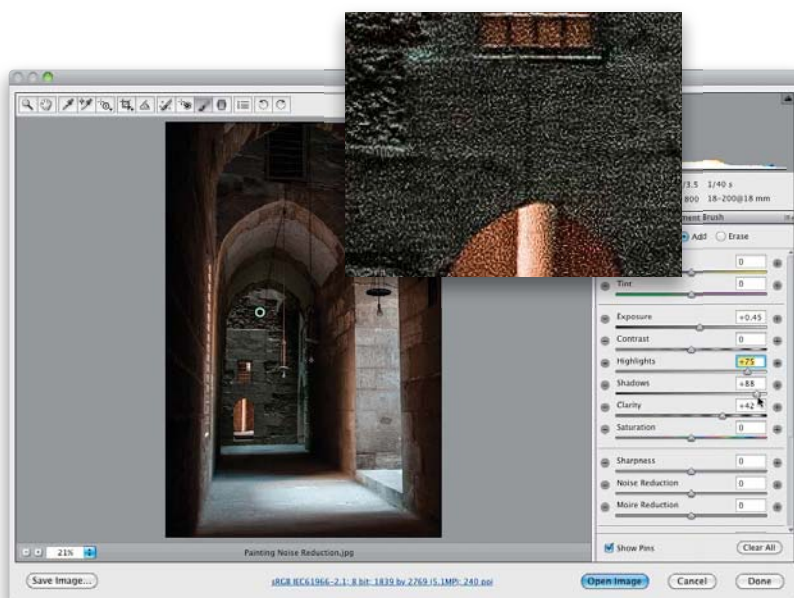 /3.5 1/40 s
800 18-200@18 mm
ment Brush
Add Erase
0
Tint 0
Exposure +0.45
Contrast 0
Highlights +75
Shadows +88
Clarity +42
Saturation 0
Sharpness 0
Noise Reduction 0
Moire Reduction 0
21% Painting Noise Reduction.jpg
Show Pins Clear All
Save Image... sRGB IEC61966-2.1; 8 bit; 1839 by 2769 (5.1MP); 240 ppi Open Image Cancel Done